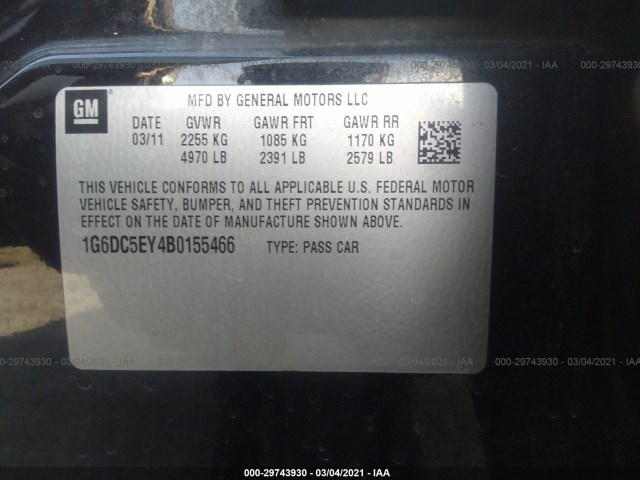 000-29743930 - 03/04/2021 - IAA
000-29743930 - 03/04/2021 - IAA
GM ®
MFD BY GENERAL MOTORS LLC
DATE GVWR GAWR FRT GAWR RR
03/11 2255 KG 1085 KG 1170 KG
4970 LB 2391 LB 2579 LB
THIS VEHICLE CONFORMS TO ALL APPLICABLE U.S. FEDERAL MOTOR
VEHICLE SAFETY, BUMPER, AND THEFT PREVENTION STANDARDS IN
EFFECT ON THE DATE OF MANUFACTURE SHOWN ABOVE.
1G6DC5EY4B0155466 TYPE: PASS CAR
000-29743930 - 03/04/2021 - IAA
000-29743930 - 03/04/2021 - IAA
000-29743930 - 03/04/2021 - IAA